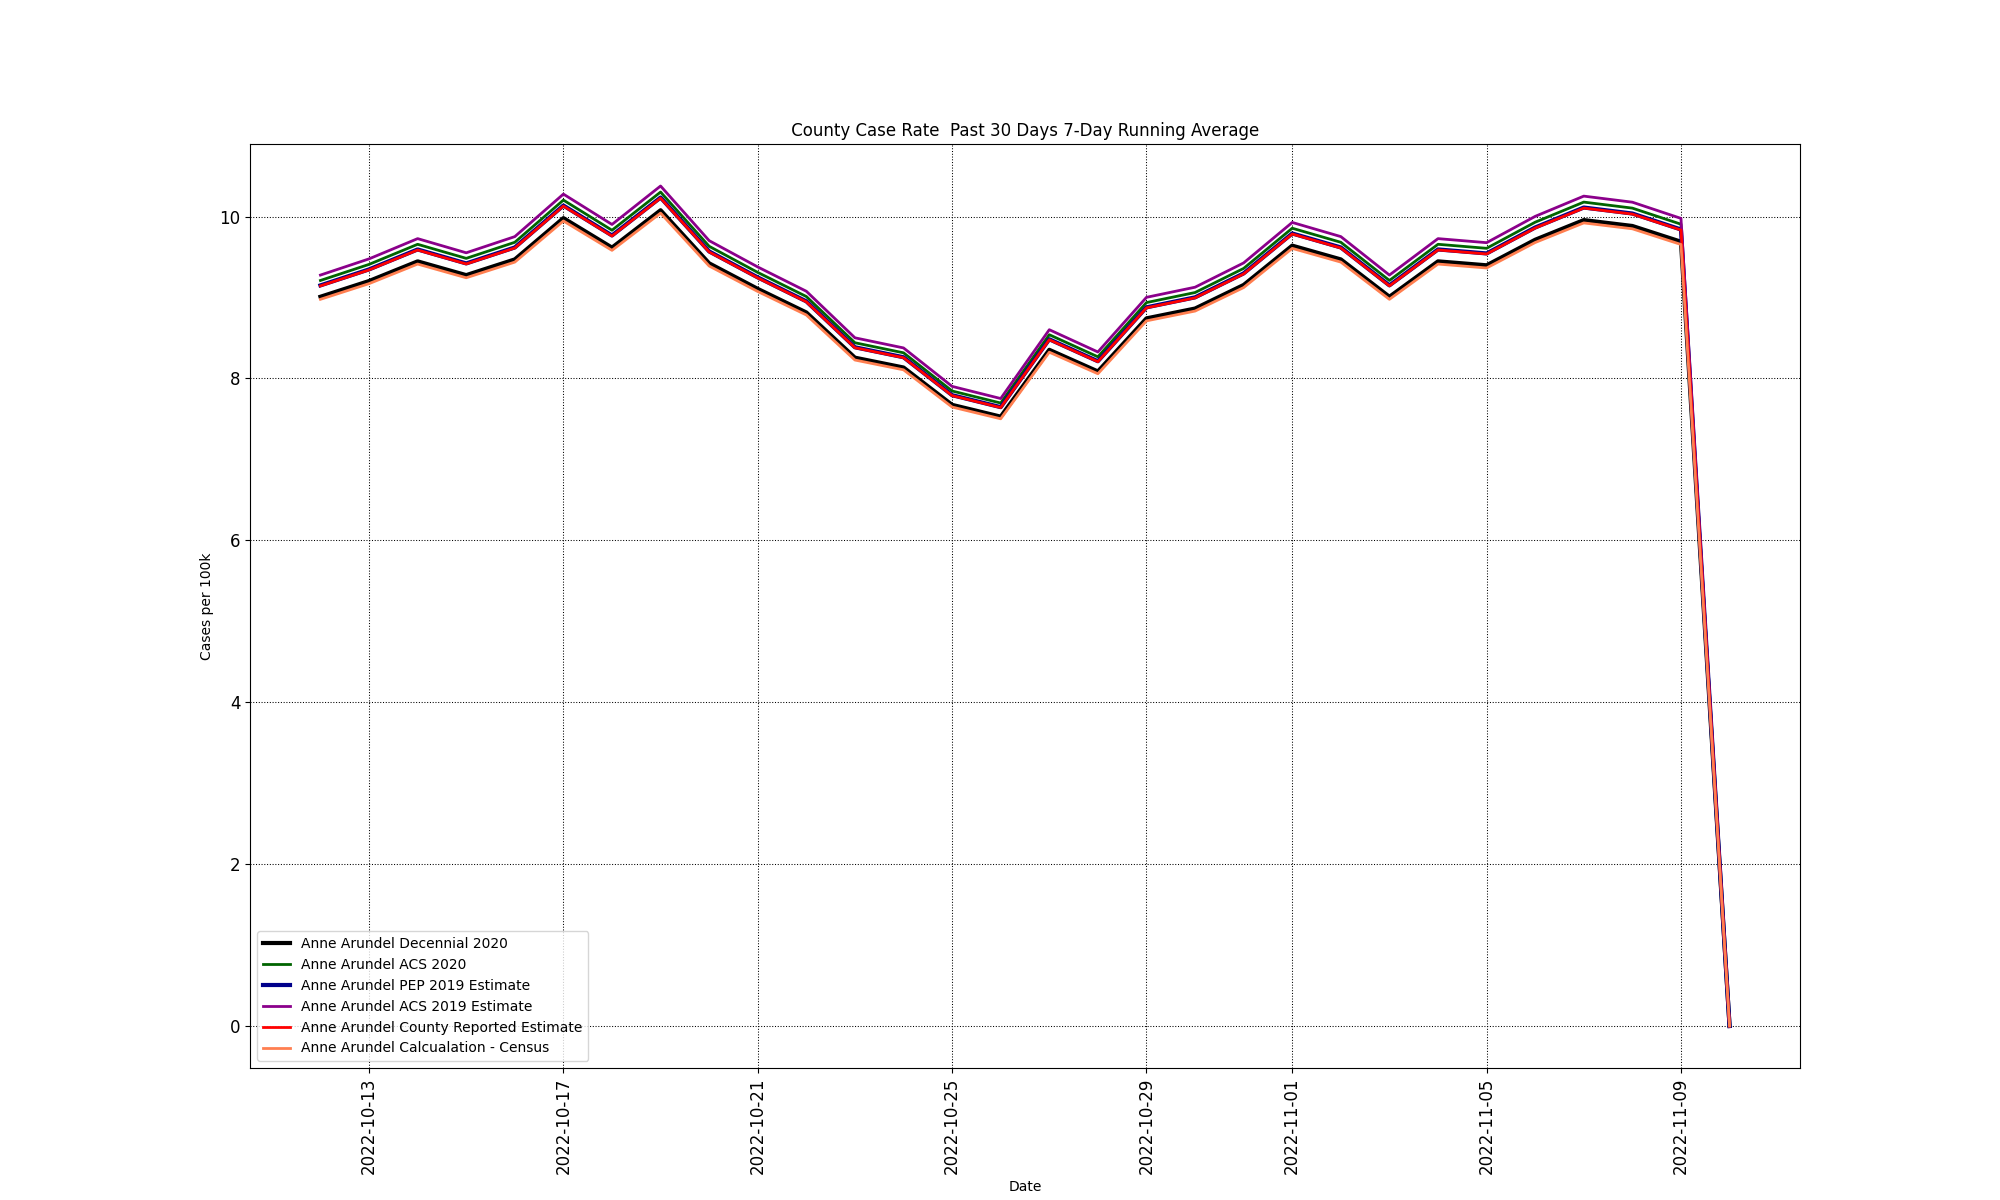 County Case Rate  Past 30 Days 7-Day Running Average
Cases per 100k
10
8
6
4
2
0
Anne Arundel Decennial 2020
Anne Arundel ACS 2020
Anne Arundel PEP 2019 Estimate
Anne Arundel ACS 2019 Estimate
Anne Arundel County Reported Estimate
Anne Arundel Calcualation - Census
2022-10-13
2022-10-17
2022-10-21
2022-10-25
2022-10-29
2022-11-01
2022-11-05
2022-11-09
Date